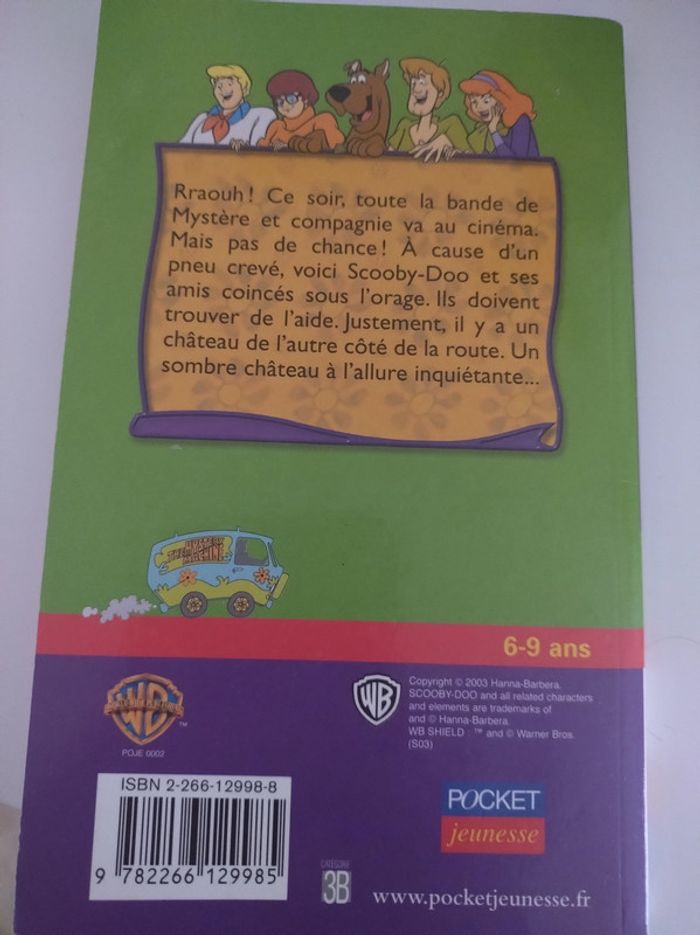 Rraouh ! Ce soir, toute la bande de
Mystère et compagnie va au cinéma.
Mais pas de chance ! À cause d'un
pneu crevé, voici Scooby-Doo et ses
amis coincés sous l'orage. Ils doivent
trouver de l'aide. Justement, il y a un
château de l'autre côté de la route. Un
sombre château à l'allure inquiétante...
THE MYSTERY
MACHINE
6-9 ans
WB
TM
POJE 0002
WB
Copyright © 2003 Hanna-Barbera.
SCOOBY-DOO and all related characters
and elements are trademarks of
and © Hanna-Barbera.
WB SHIELD : ™ and © Warner Bros.
(S03)
ISBN 2-266-12998-8
9 782266 129985
CATÉGORIE
3B
POCKET
jeunesse
www.pocketjeunesse.fr